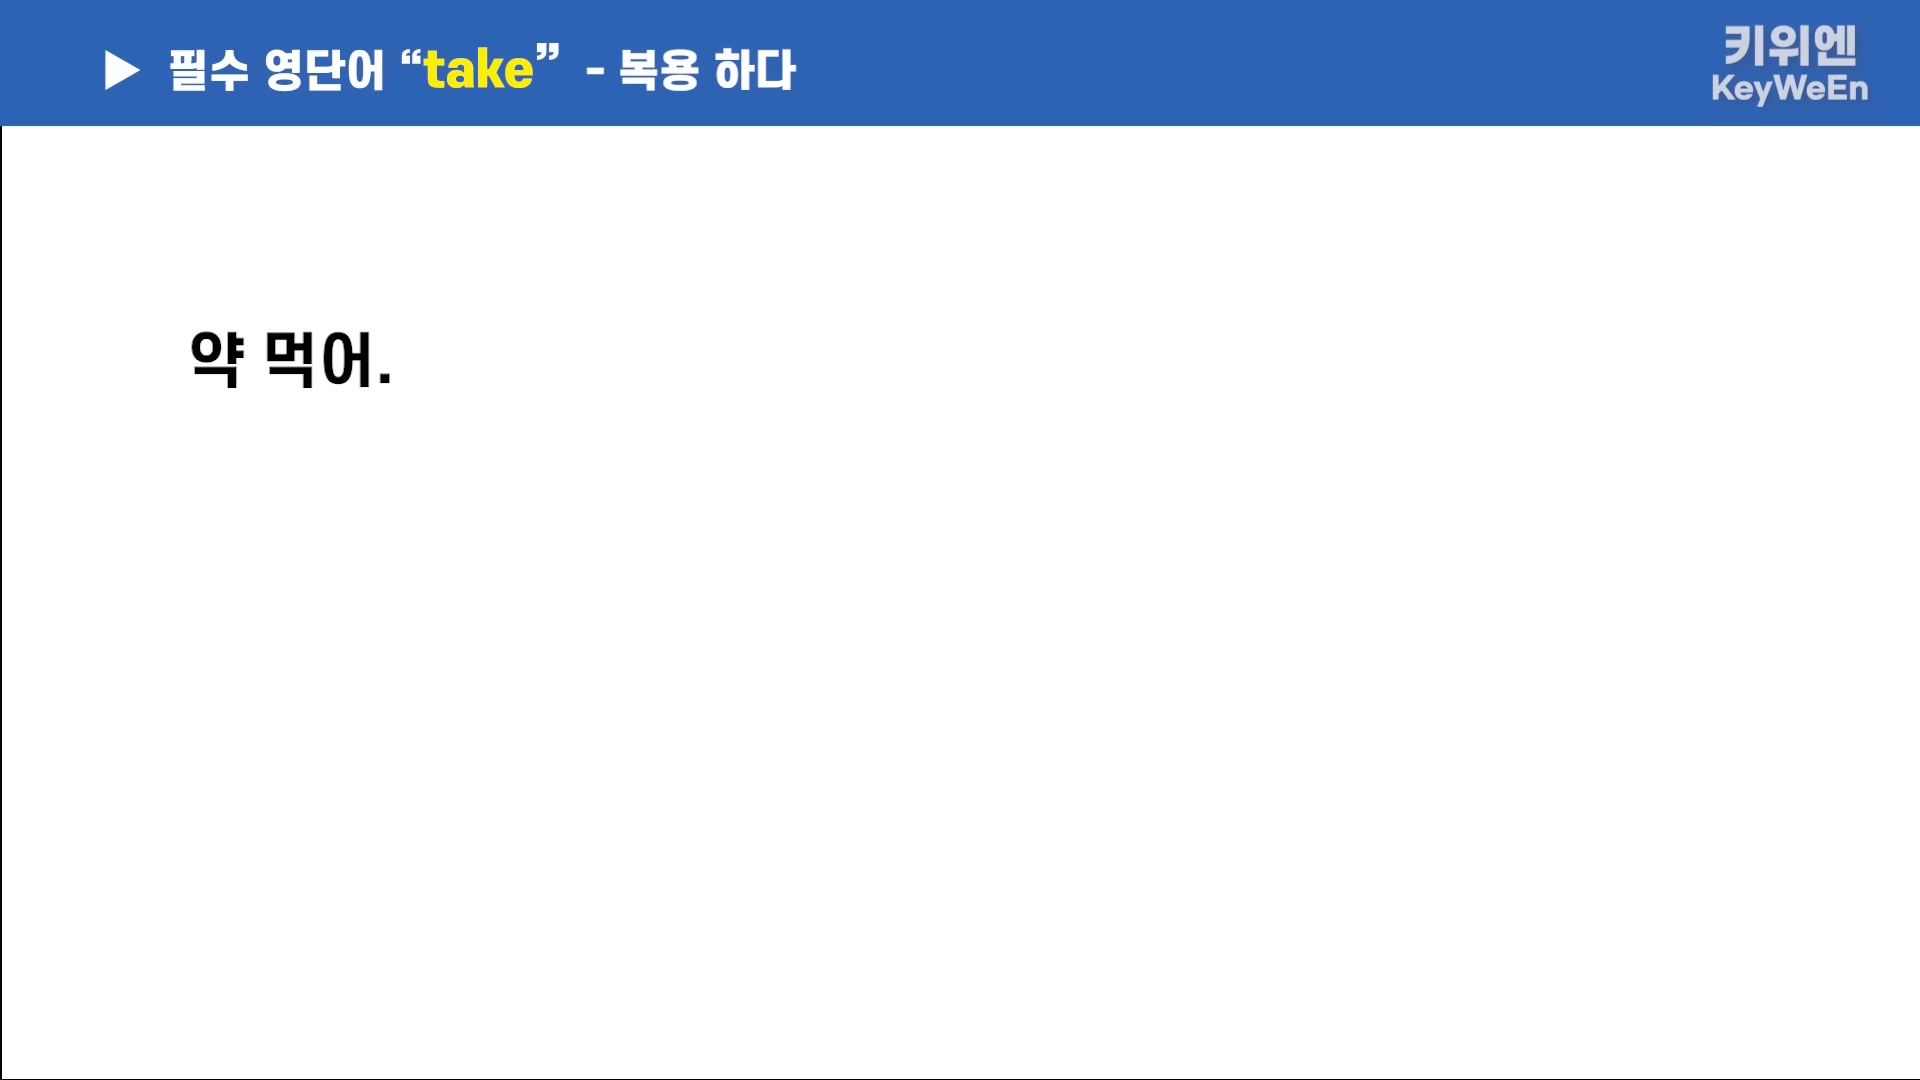 ▶ 필수 영단어 “take” - 복용 하다
키위엔
KeyWeEn
약 먹어.